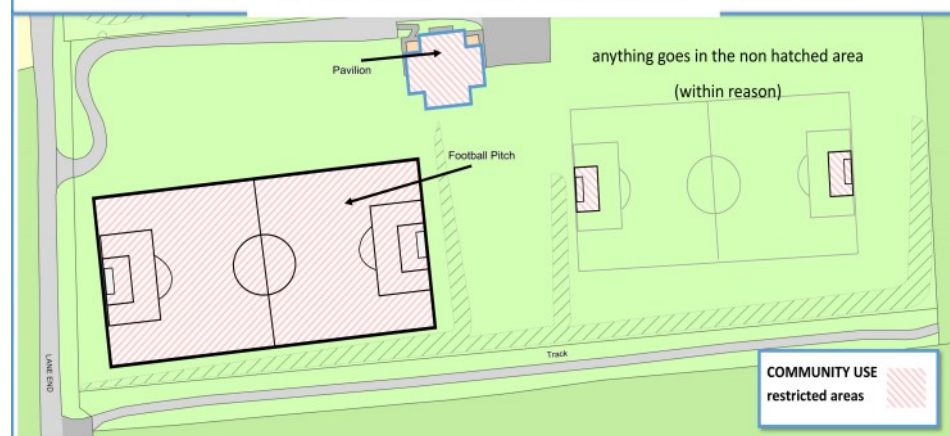 Pavilion
anything goes in the non hatched area
(within reason)
Football Pitch
LANE END
Track
COMMUNITY USE
restricted areas